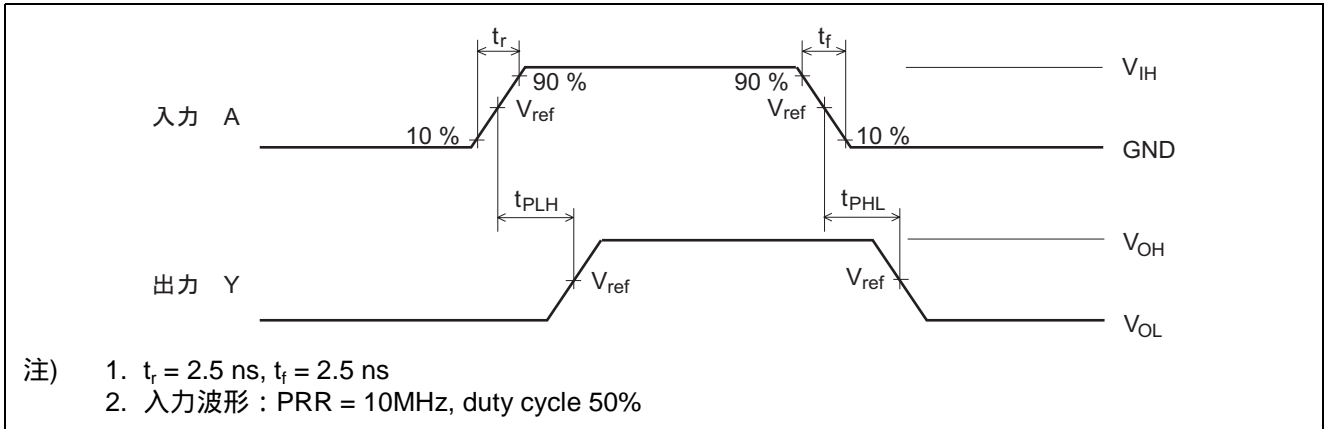 tr tf
90 % 90 % VIH
入力 A Vref Vref
10 % 10 % GND
tPLH tPHL
VOH
出力 Y Vref Vref
VOL
注) 1. tr = 2.5 ns, tf = 2.5 ns
2. 入力波形：PRR = 10MHz, duty cycle 50%